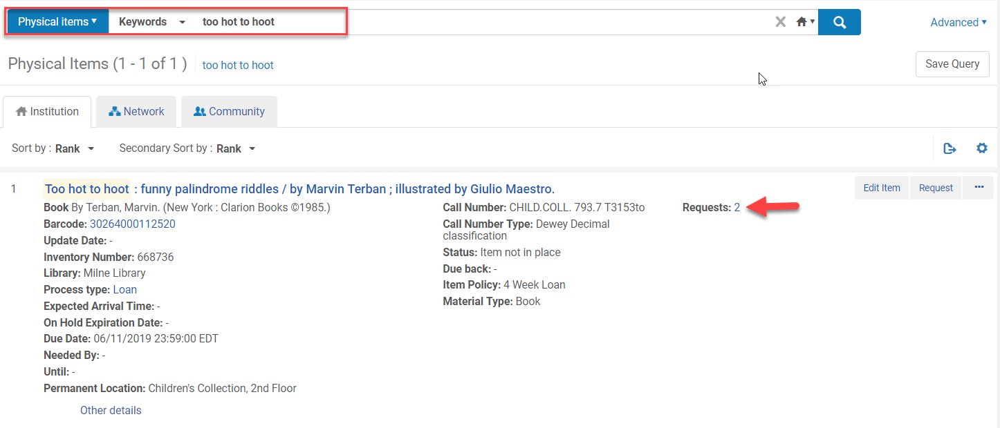 Physical items Keywords too hot to hoot Advanced
Physical Items (1 - 1 of 1 ) too hot to hoot Save Query
Institution Network Community
Sort by : Rank Secondary Sort by : Rank
1 Too hot to hoot : funny palindrome riddles / by Marvin Terban ; illustrated by Giulio Maestro. Edit Item Request ...
Book By Terban, Marvin. (New York : Clarion Books ©1985.)
Barcode: 30264000112520
Update Date: -
Inventory Number: 668736
Library: Milne Library
Process type: Loan
Expected Arrival Time: -
On Hold Expiration Date: -
Due Date: 06/11/2019 23:59:00 EDT
Needed By: -
Until: -
Permanent Location: Children's Collection, 2nd Floor
Other details
Call Number: CHILD.COLL. 793.7 T3153to
Call Number Type: Dewey Decimal
classification
Status: Item not in place
Due back: -
Item Policy: 4 Week Loan
Material Type: Book
Requests: 2